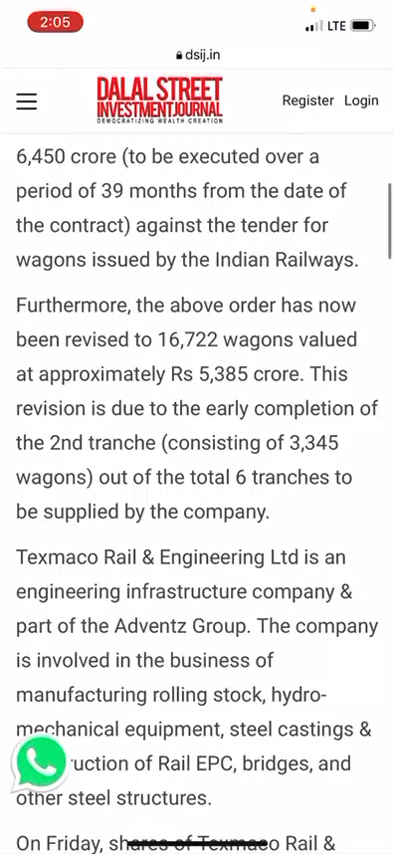 2:05
LTE
dsij.in
DALAL STREET
INVESTMENT JOURNAL
DEMOCRATIZING WEALTH CREATION
Register Login
6,450 crore (to be executed over a
period of 39 months from the date of
the contract) against the tender for
wagons issued by the Indian Railways.
Furthermore, the above order has now
been revised to 16,722 wagons valued
at approximately Rs 5,385 crore. This
revision is due to the early completion of
the 2nd tranche (consisting of 3,345
wagons) out of the total 6 tranches to
be supplied by the company.
Texmaco Rail & Engineering Ltd is an
engineering infrastructure company &
part of the Adventz Group. The company
is involved in the business of
manufacturing rolling stock, hydro-
mechanical equipment, steel castings &
ruction of Rail EPC, bridges, and
other steel structures.
On Friday, shares of Texmaco Rail &